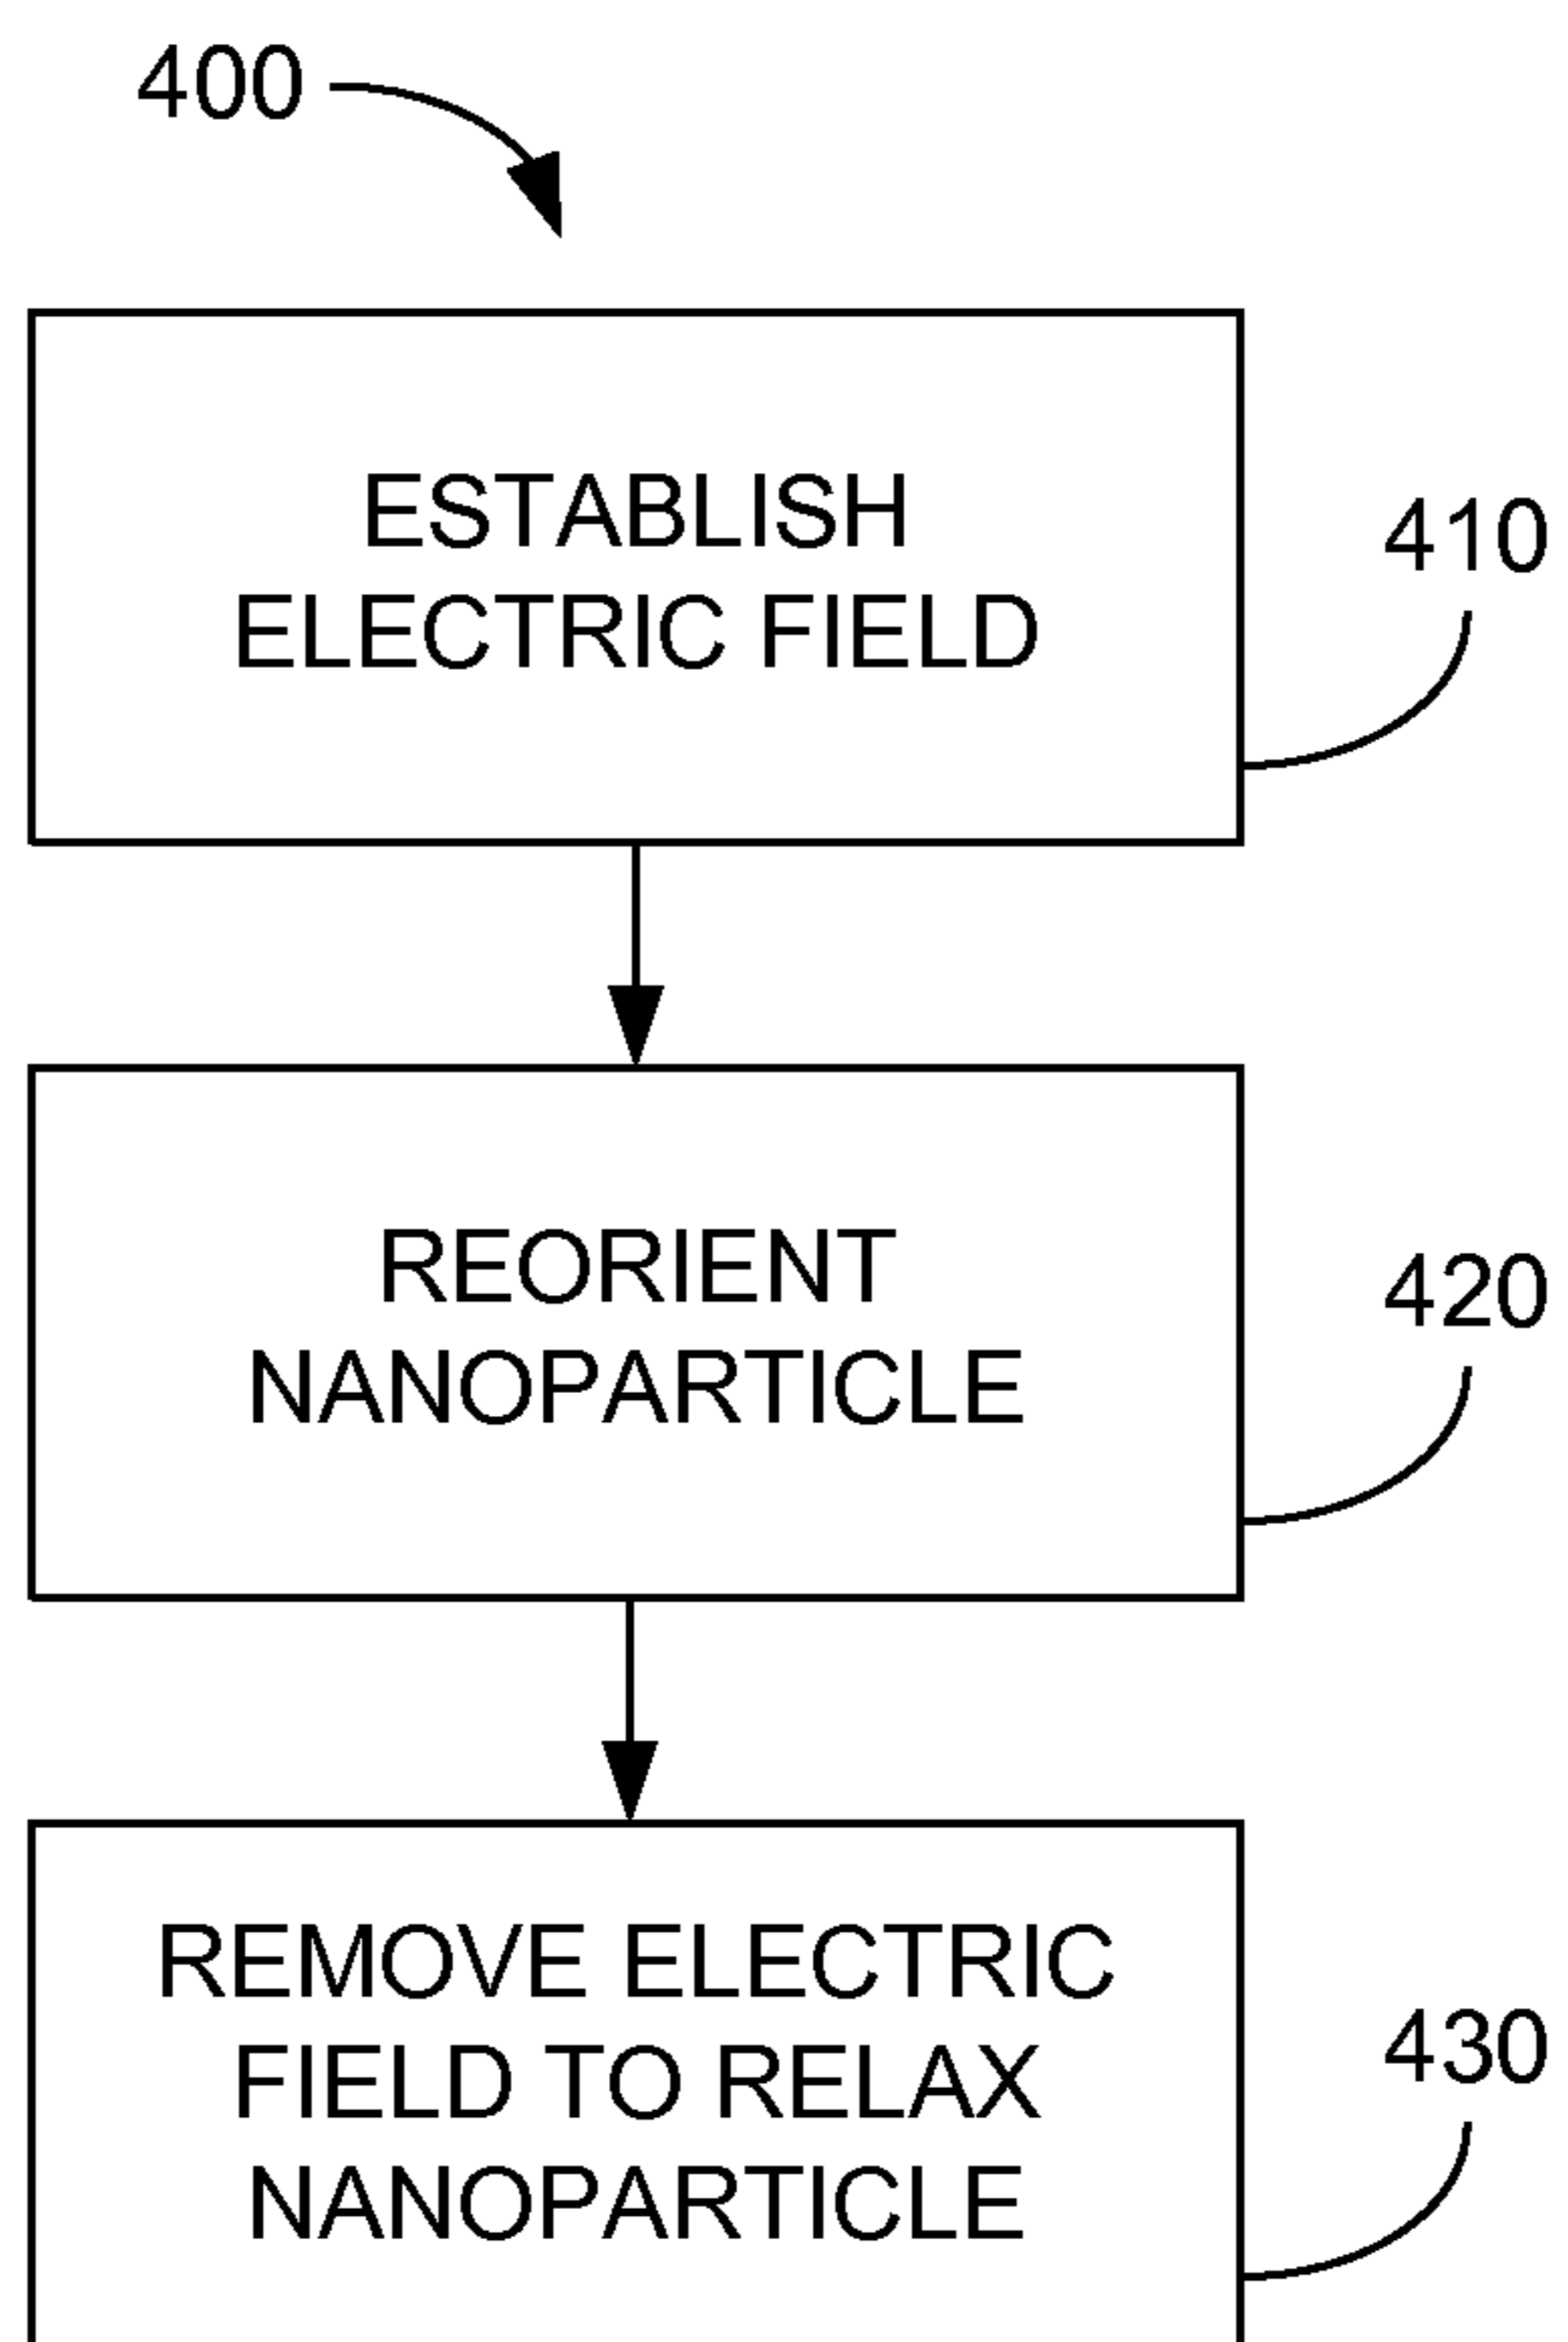 400
ESTABLISH
ELECTRIC FIELD
410
REORIENT
NANOPARTICLE
420
REMOVE ELECTRIC
FIELD TO RELAX
NANOPARTICLE
430